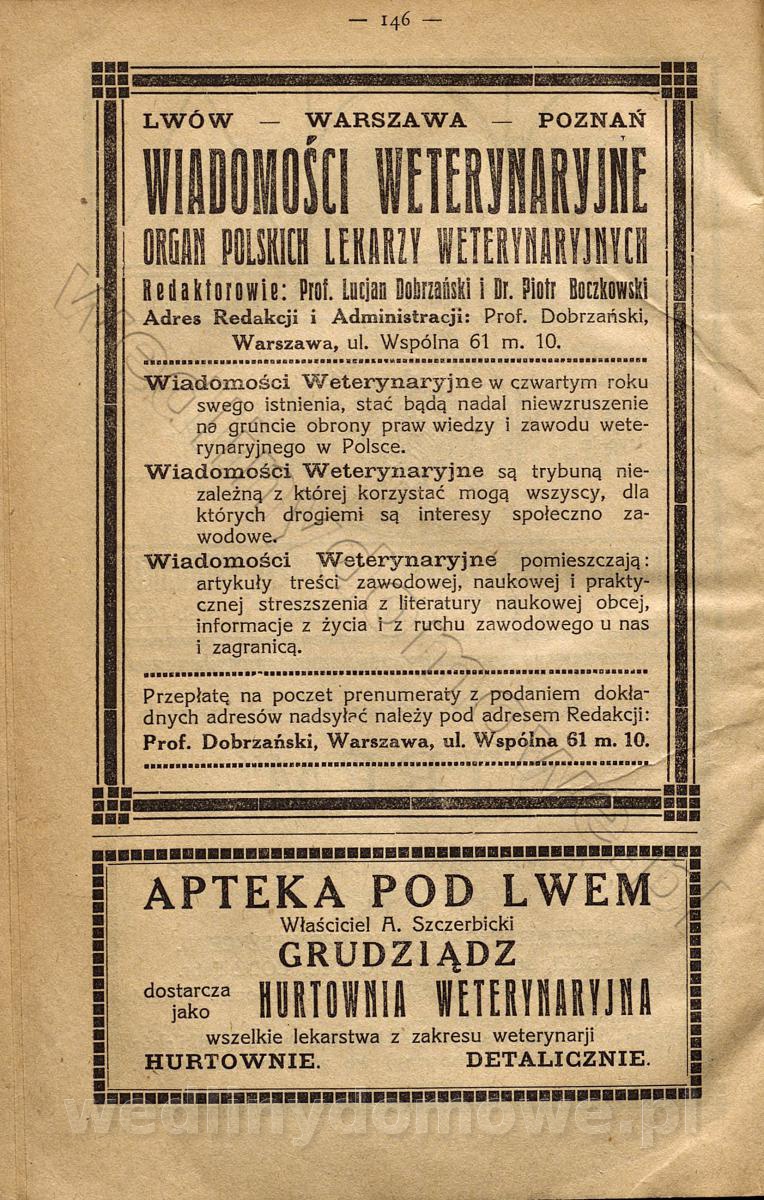 — 146 —
LWÓW — WARSZAWA — POZNAŃ
WIADOMOŚCI WETERYNARYJNE
ORGAN POLSKICH LEKARZY WETERYNARYJNYCH
Redaktorowie: Prof. Lucjan Dobrzański i Dr. Piotr Boczkowski
Adres Redakcji i Administracji: Prof. Dobrzański,
Warszawa, ul. Wspólna 61 m. 10.
Wiadomości Weterynaryjne w czwartym roku
swego istnienia, stać bądą nadal niewzruszenie
na gruncie obrony praw wiedzy i zawodu wete-
rynaryjnego w Polsce.
Wiadomości Weterynaryjne są trybuną nie-
zależną z której korzystać mogą wszyscy, dla
których drogiemi są interesy społeczno za-
wodowe.
Wiadomości Weterynaryjne pomieszczają:
artykuły treści zawodowej, naukowej i prakty-
cznej streszszenia z literatury naukowej obcej,
informacje z życia i z ruchu zawodowego u nas
i zagranicą.
Przepłatę na poczet prenumeraty z podaniem dokła-
dnych adresów nadsyłać należy pod adresem Redakcji:
Prof. Dobrzański, Warszawa, ul. Wspólna 61 m. 10.
APTEKA POD LWEM
Właściciel A. Szczerbicki
GRUDZIĄDZ
dostarcza
jako HURTOWNIA WETERYNARYJNA
wszelkie lekarstwa z zakresu weterynarji
HURTOWNIE. DETALICZNIE.
wedlinydomowe.pl
wedlinydomowe.pl